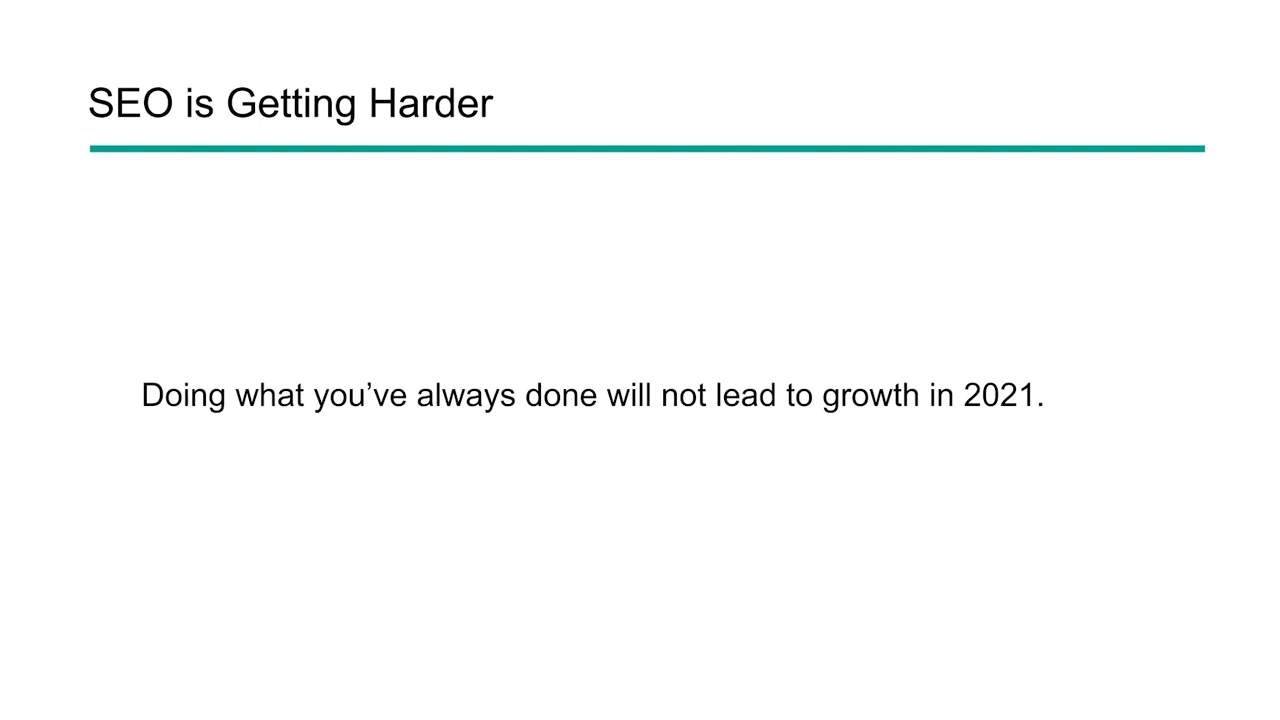 SEO is Getting Harder
Doing what you’ve always done will not lead to growth in 2021.